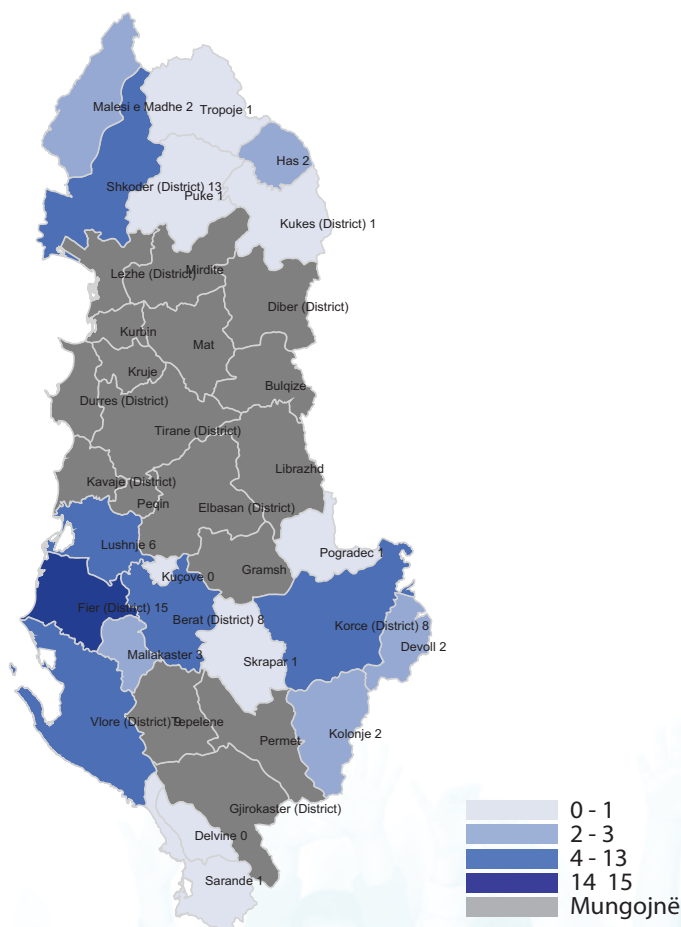 Malesi e Madhe 2
Tropoje 1
Has 2
Shkoder (District) 13
Puke 1
Kukes (District) 1
Lezhe (District)
Mirdite
Diber (District)
Kurbin
Mat
Kruje
Bulqize
Durres (District)
Tirane (District)
Librazhd
Kavaje (District)
Peqin
Elbasan (District)
Lushnje 6
Pogradec 1
Gramsh
Kuçove 0
Fier (District) 15
Berat (District) 8
Korce (District) 8
Devoll 2
Mallakaster 3
Skrapar 1
Vlore (District) 9
Tepelene
Kolonje 2
Permet
Gjirokaster (District)
Delvine 0
Sarande 1
0 - 1
2 - 3
4 - 13
14 15
Mungojnë